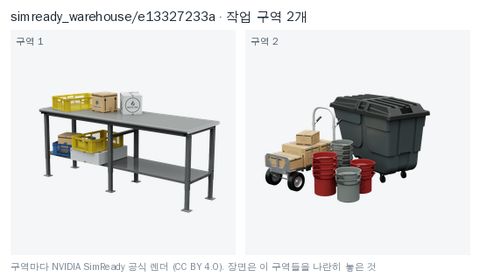 simready_warehouse/e13327233a · 작업 구역 2개
구역 1
구역 2
구역마다 NVIDIA SimReady 공식 렌더 (CC BY 4.0). 장면은 이 구역들을 나란히 놓은 것